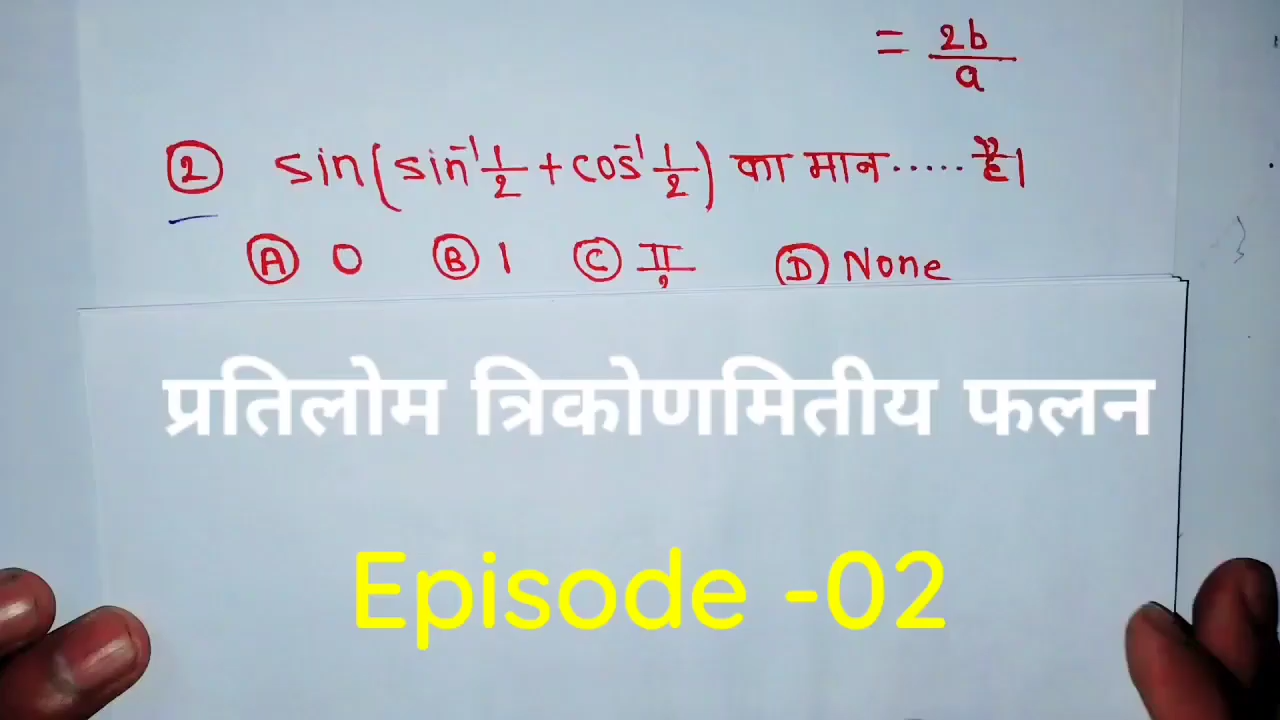 = 2b/a
② sin(sin⁻¹ 1/2 + cos⁻¹ 1/2) का मान ..... है।
Ⓐ 0 Ⓑ 1 Ⓒ π/2 Ⓓ None
प्रतिलोम त्रिकोणमितीय फलन
Episode -02